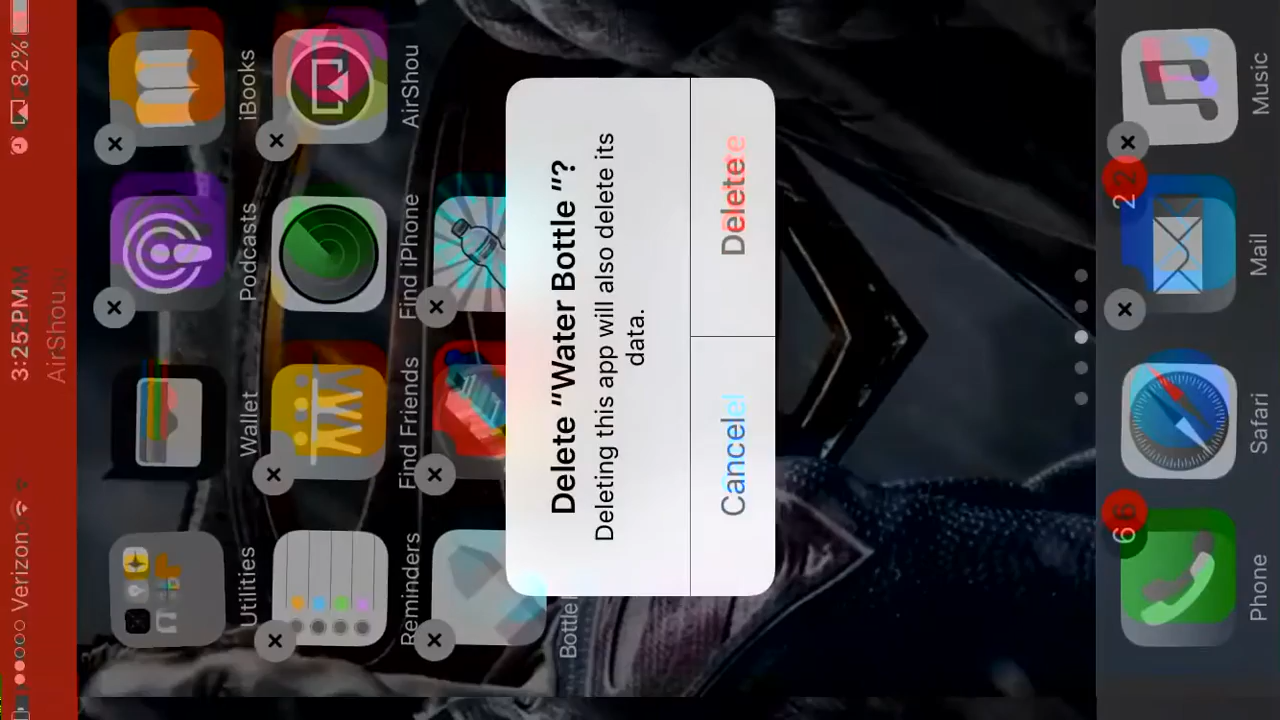 Verizon 3:25 PM 82%
AirShou
Utilities Wallet Podcasts iBooks
Reminders Find Friends Find iPhone AirShou
Delete "Water Bottle "?
Deleting this app will also delete its
data.
Cancel Delete
6 2
Phone Safari Mail Music